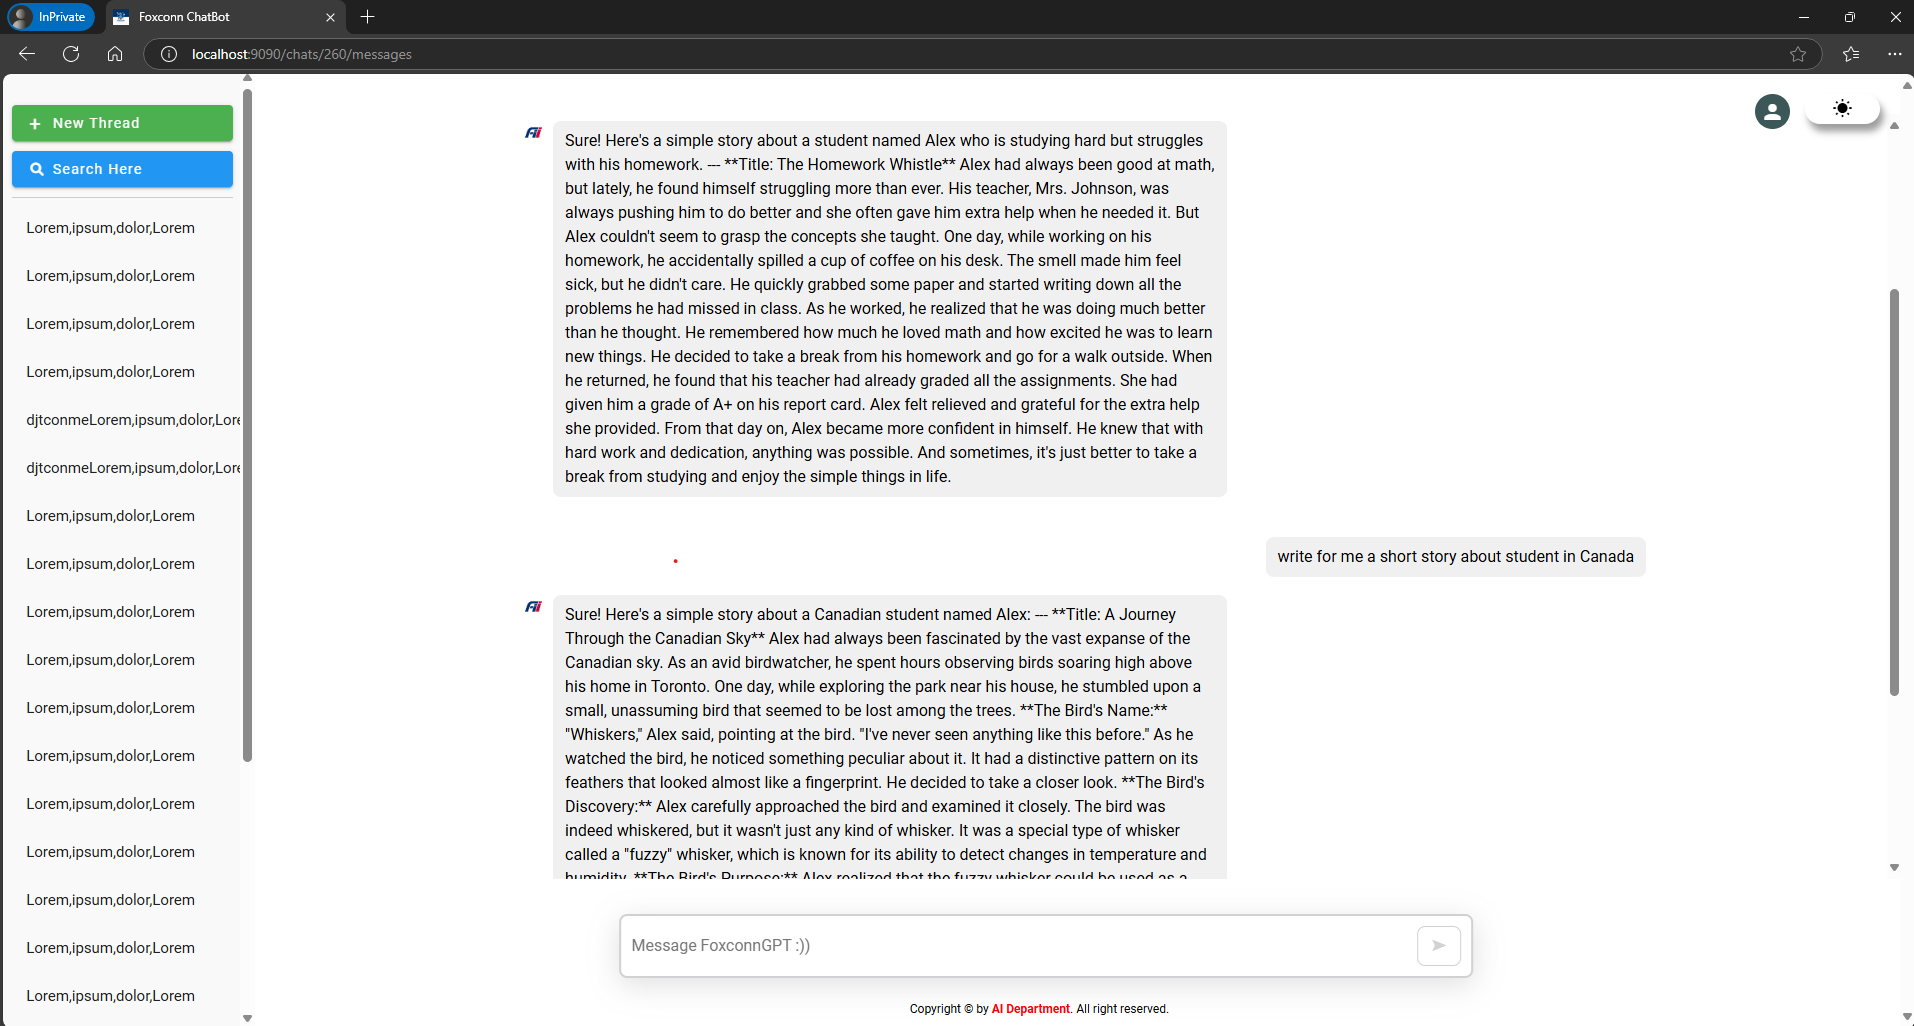 InPrivate
Foxconn ChatBot
localhost:9090/chats/260/messages
New Thread
Search Here
Lorem,ipsum,dolor,Lorem
Lorem,ipsum,dolor,Lorem
Lorem,ipsum,dolor,Lorem
Lorem,ipsum,dolor,Lorem
djtconmeLorem,ipsum,dolor,Lore
djtconmeLorem,ipsum,dolor,Lore
Lorem,ipsum,dolor,Lorem
Lorem,ipsum,dolor,Lorem
Lorem,ipsum,dolor,Lorem
Lorem,ipsum,dolor,Lorem
Lorem,ipsum,dolor,Lorem
Lorem,ipsum,dolor,Lorem
Lorem,ipsum,dolor,Lorem
Lorem,ipsum,dolor,Lorem
Lorem,ipsum,dolor,Lorem
Lorem,ipsum,dolor,Lorem
Lorem,ipsum,dolor,Lorem
Sure! Here's a simple story about a student named Alex who is studying hard but struggles
with his homework. --- **Title: The Homework Whistle** Alex had always been good at math,
but lately, he found himself struggling more than ever. His teacher, Mrs. Johnson, was
always pushing him to do better and she often gave him extra help when he needed it. But
Alex couldn't seem to grasp the concepts she taught. One day, while working on his
homework, he accidentally spilled a cup of coffee on his desk. The smell made him feel
sick, but he didn't care. He quickly grabbed some paper and started writing down all the
problems he had missed in class. As he worked, he realized that he was doing much better
than he thought. He remembered how much he loved math and how excited he was to learn
new things. He decided to take a break from his homework and go for a walk outside. When
he returned, he found that his teacher had already graded all the assignments. She had
given him a grade of A+ on his report card. Alex felt relieved and grateful for the extra help
she provided. From that day on, Alex became more confident in himself. He knew that with
hard work and dedication, anything was possible. And sometimes, it's just better to take a
break from studying and enjoy the simple things in life.
write for me a short story about student in Canada
Sure! Here's a simple story about a Canadian student named Alex: --- **Title: A Journey
Through the Canadian Sky** Alex had always been fascinated by the vast expanse of the
Canadian sky. As an avid birdwatcher, he spent hours observing birds soaring high above
his home in Toronto. One day, while exploring the park near his house, he stumbled upon a
small, unassuming bird that seemed to be lost among the trees. **The Bird's Name:**
"Whiskers," Alex said, pointing at the bird. "I've never seen anything like this before." As he
watched the bird, he noticed something peculiar about it. It had a distinctive pattern on its
feathers that looked almost like a fingerprint. He decided to take a closer look. **The Bird's
Discovery:** Alex carefully approached the bird and examined it closely. The bird was
indeed whiskered, but it wasn't just any kind of whisker. It was a special type of whisker
called a "fuzzy" whisker, which is known for its ability to detect changes in temperature and
humidity. **The Bird's Purpose:** Alex realized that the fuzzy whisker could be used as a
Message FoxconnGPT :))
Copyright © by AI Department. All right reserved.